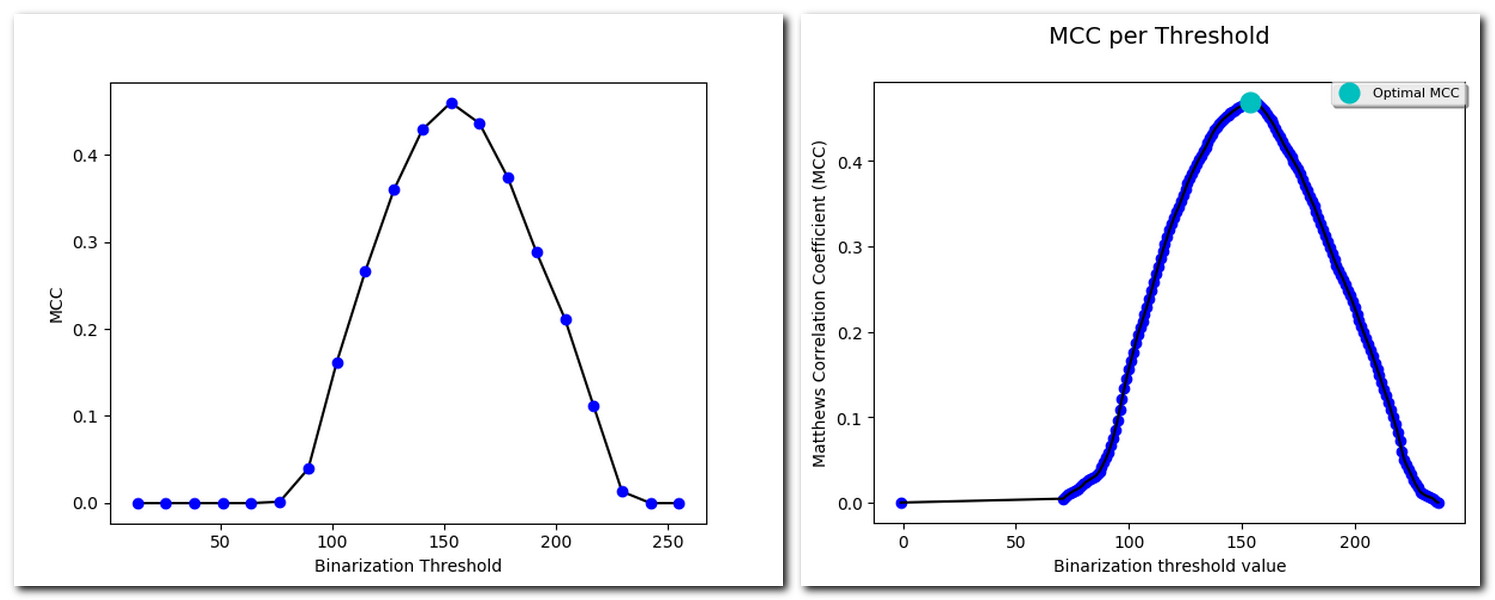 0.4
0.3
0.2
0.1
0.0
MCC
50 100 150 200 250
Binarization Threshold
MCC per Threshold
Optimal MCC
0.4
0.3
0.2
0.1
0.0
Matthews Correlation Coefficient (MCC)
0 50 100 150 200
Binarization threshold value